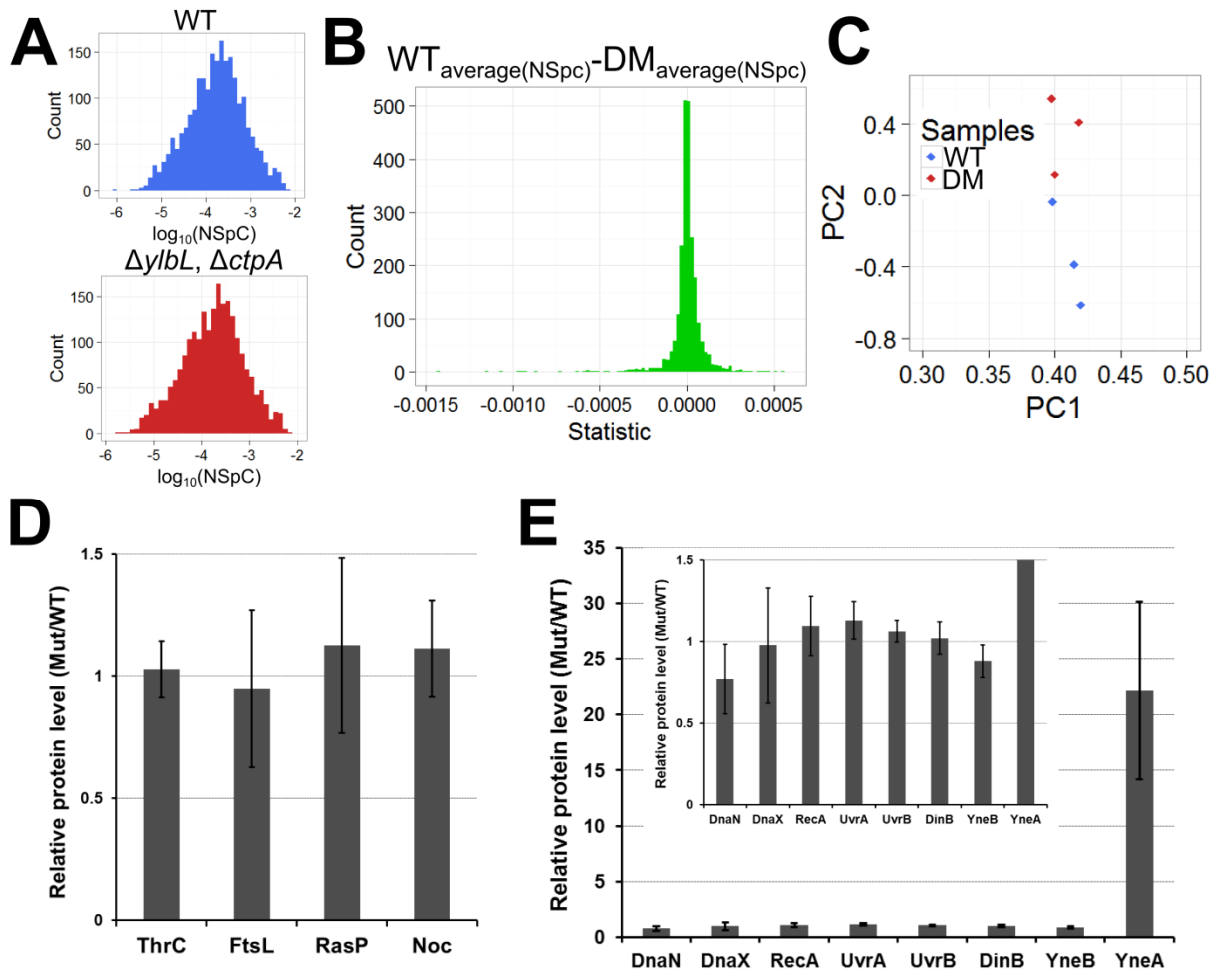 A
WT
150
100
50
0
Count
-6 -5 -4 -3 -2
log10(NSpC)
ΔylbL, ΔctpA
150
100
50
0
Count
-6 -5 -4 -3 -2
log10(NSpC)
B
WTaverage(NSpc)-DMaverage(NSpc)
500
400
300
200
100
0
Count
-0.0015 -0.0010 -0.0005 0.0000 0.0005
Statistic
C
Samples
WT
DM
0.4
0.0
-0.4
-0.8
PC2
0.30 0.35 0.40 0.45 0.50
PC1
D
Relative protein level (Mut/WT)
1.5
1
0.5
0
ThrC FtsL RasP Noc
E
Relative protein level (Mut/WT)
35
30
25
20
15
10
5
0
DnaN DnaX RecA UvrA UvrB DinB YneB YneA
Relative protein level (Mut/WT)
1.5
1
0.5
0
DnaN DnaX RecA UvrA UvrB DinB YneB YneA